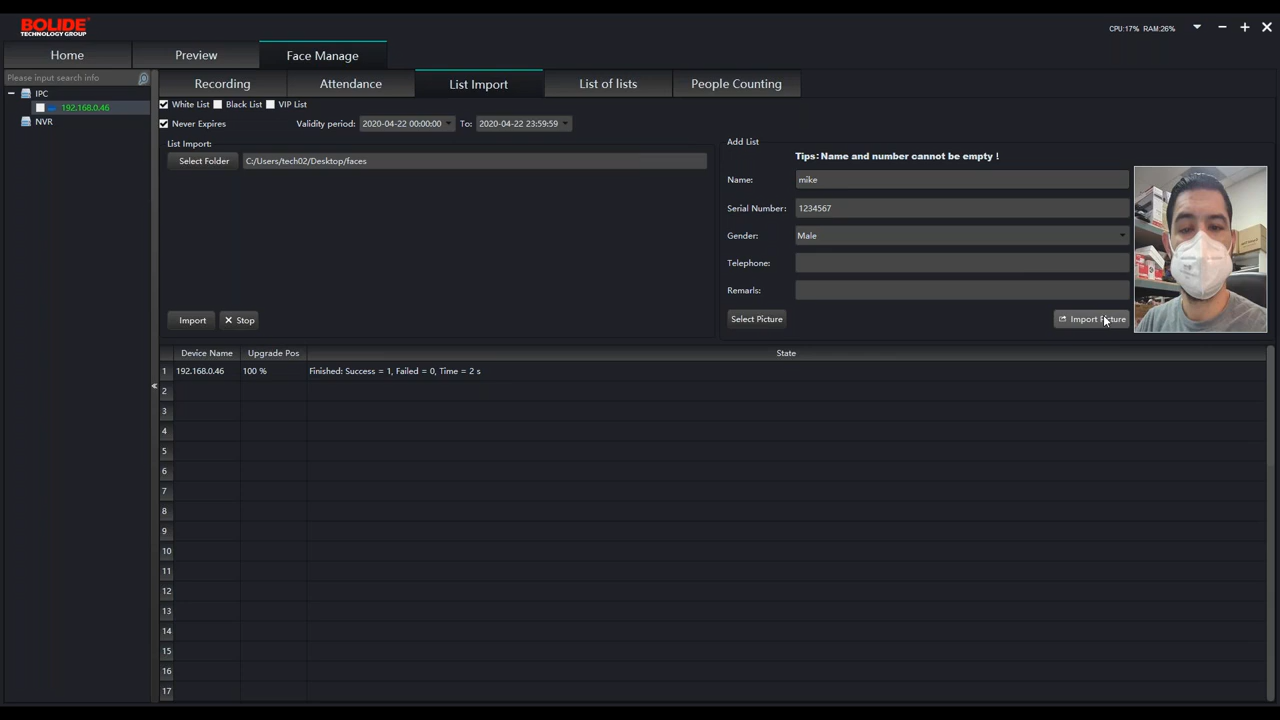 BOLIDE
TECHNOLOGY GROUP
CPU:17% RAM:26%
Home Preview Face Manage
Please input search info
IPC
192.168.0.46
NVR
Recording Attendance List Import List of lists People Counting
White List Black List VIP List
Never Expires Validity period: 2020-04-22 00:00:00 To: 2020-04-22 23:59:59
List Import:
Select Folder C:/Users/tech02/Desktop/faces
Import Stop
Add List
Tips: Name and number cannot be empty !
Name: mike
Serial Number: 1234567
Gender: Male
Telephone:
Remarls:
Select Picture Import Picture
Device Name Upgrade Pos State
1 192.168.0.46 100 % Finished: Success = 1, Failed = 0, Time = 2 s
2
3
4
5
6
7
8
9
10
11
12
13
14
15
16
17